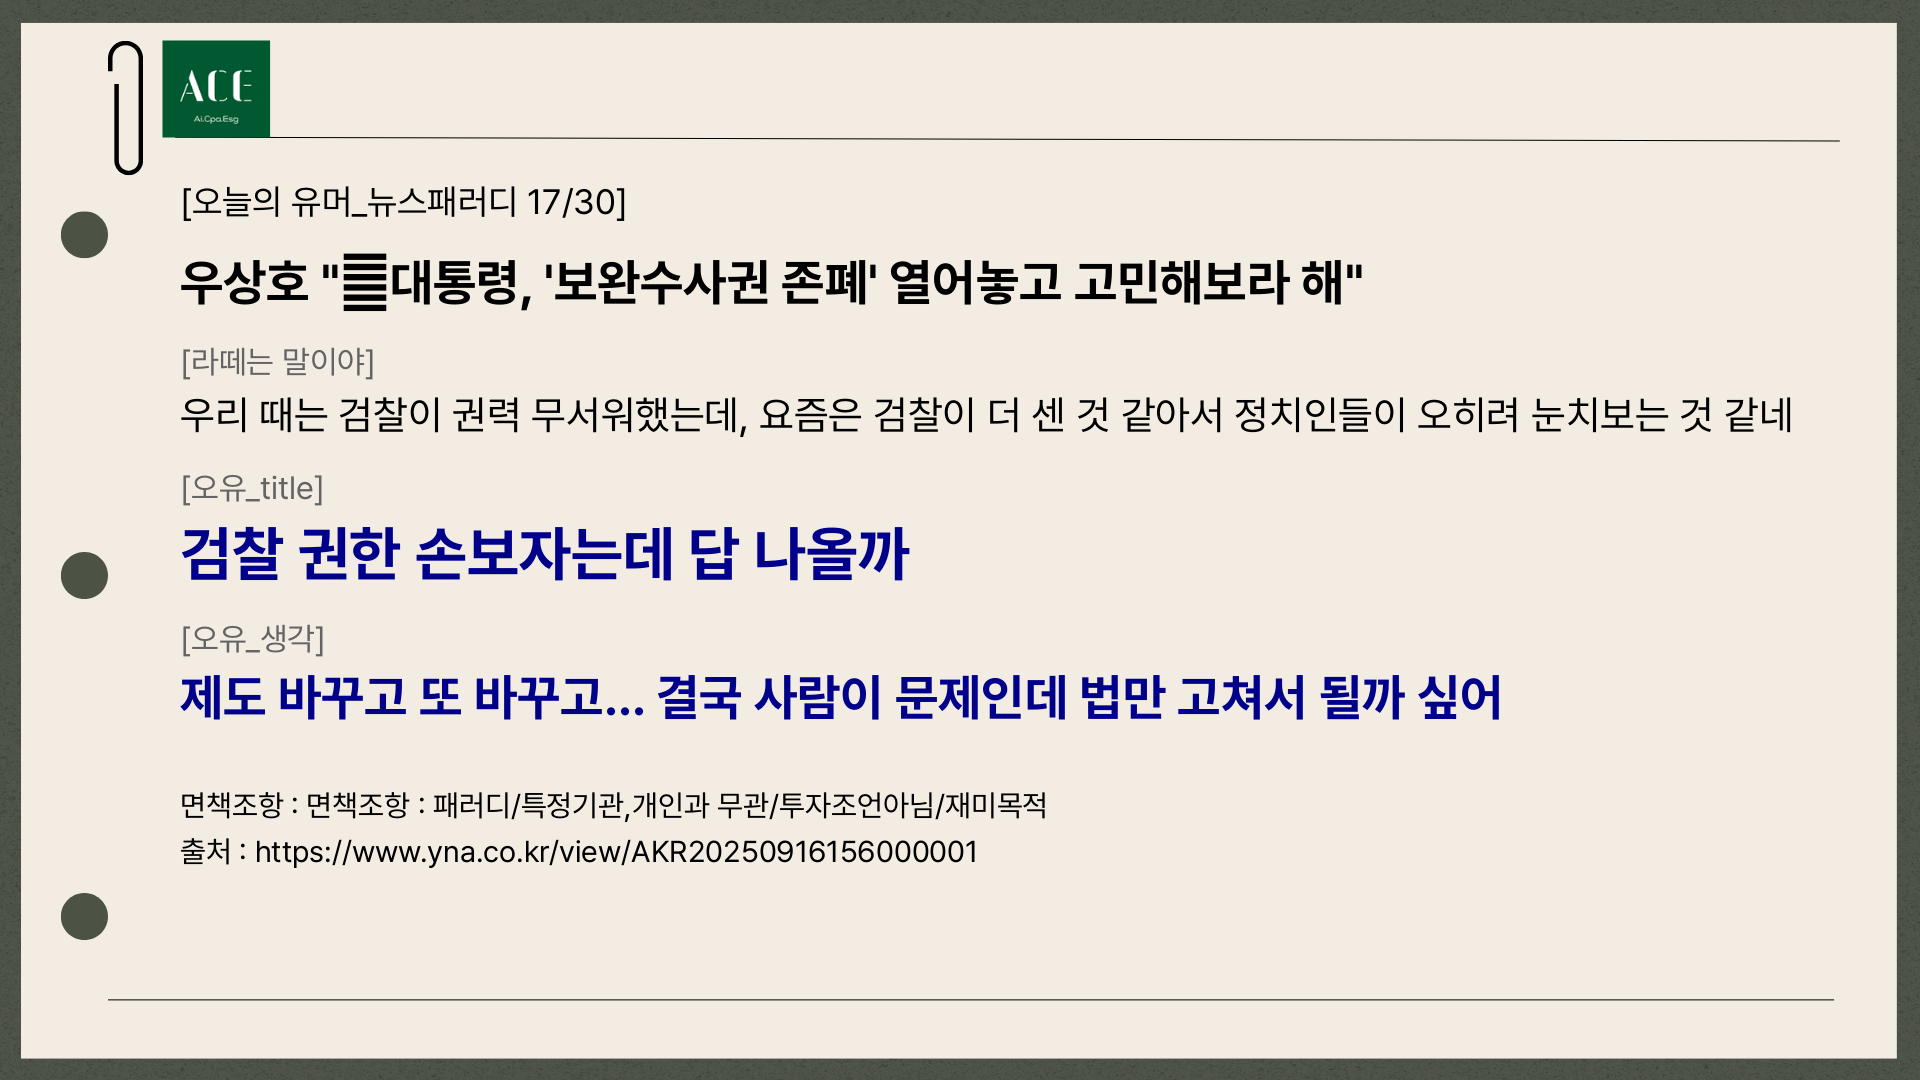 ACE
Ai.Cpa.Esg
[오늘의 유머_뉴스패러디 17/30]
우상호 "대통령, '보완수사권 존폐' 열어놓고 고민해보라 해"
[라떼는 말이야]
우리 때는 검찰이 권력 무서워했는데, 요즘은 검찰이 더 센 것 같아서 정치인들이 오히려 눈치보는 것 같네
[오유_title]
검찰 권한 손보자는데 답 나올까
[오유_생각]
제도 바꾸고 또 바꾸고... 결국 사람이 문제인데 법만 고쳐서 될까 싶어
면책조항 : 면책조항 : 패러디/특정기관,개인과 무관/투자조언아님/재미목적
출처 : https://www.yna.co.kr/view/AKR20250916156000001